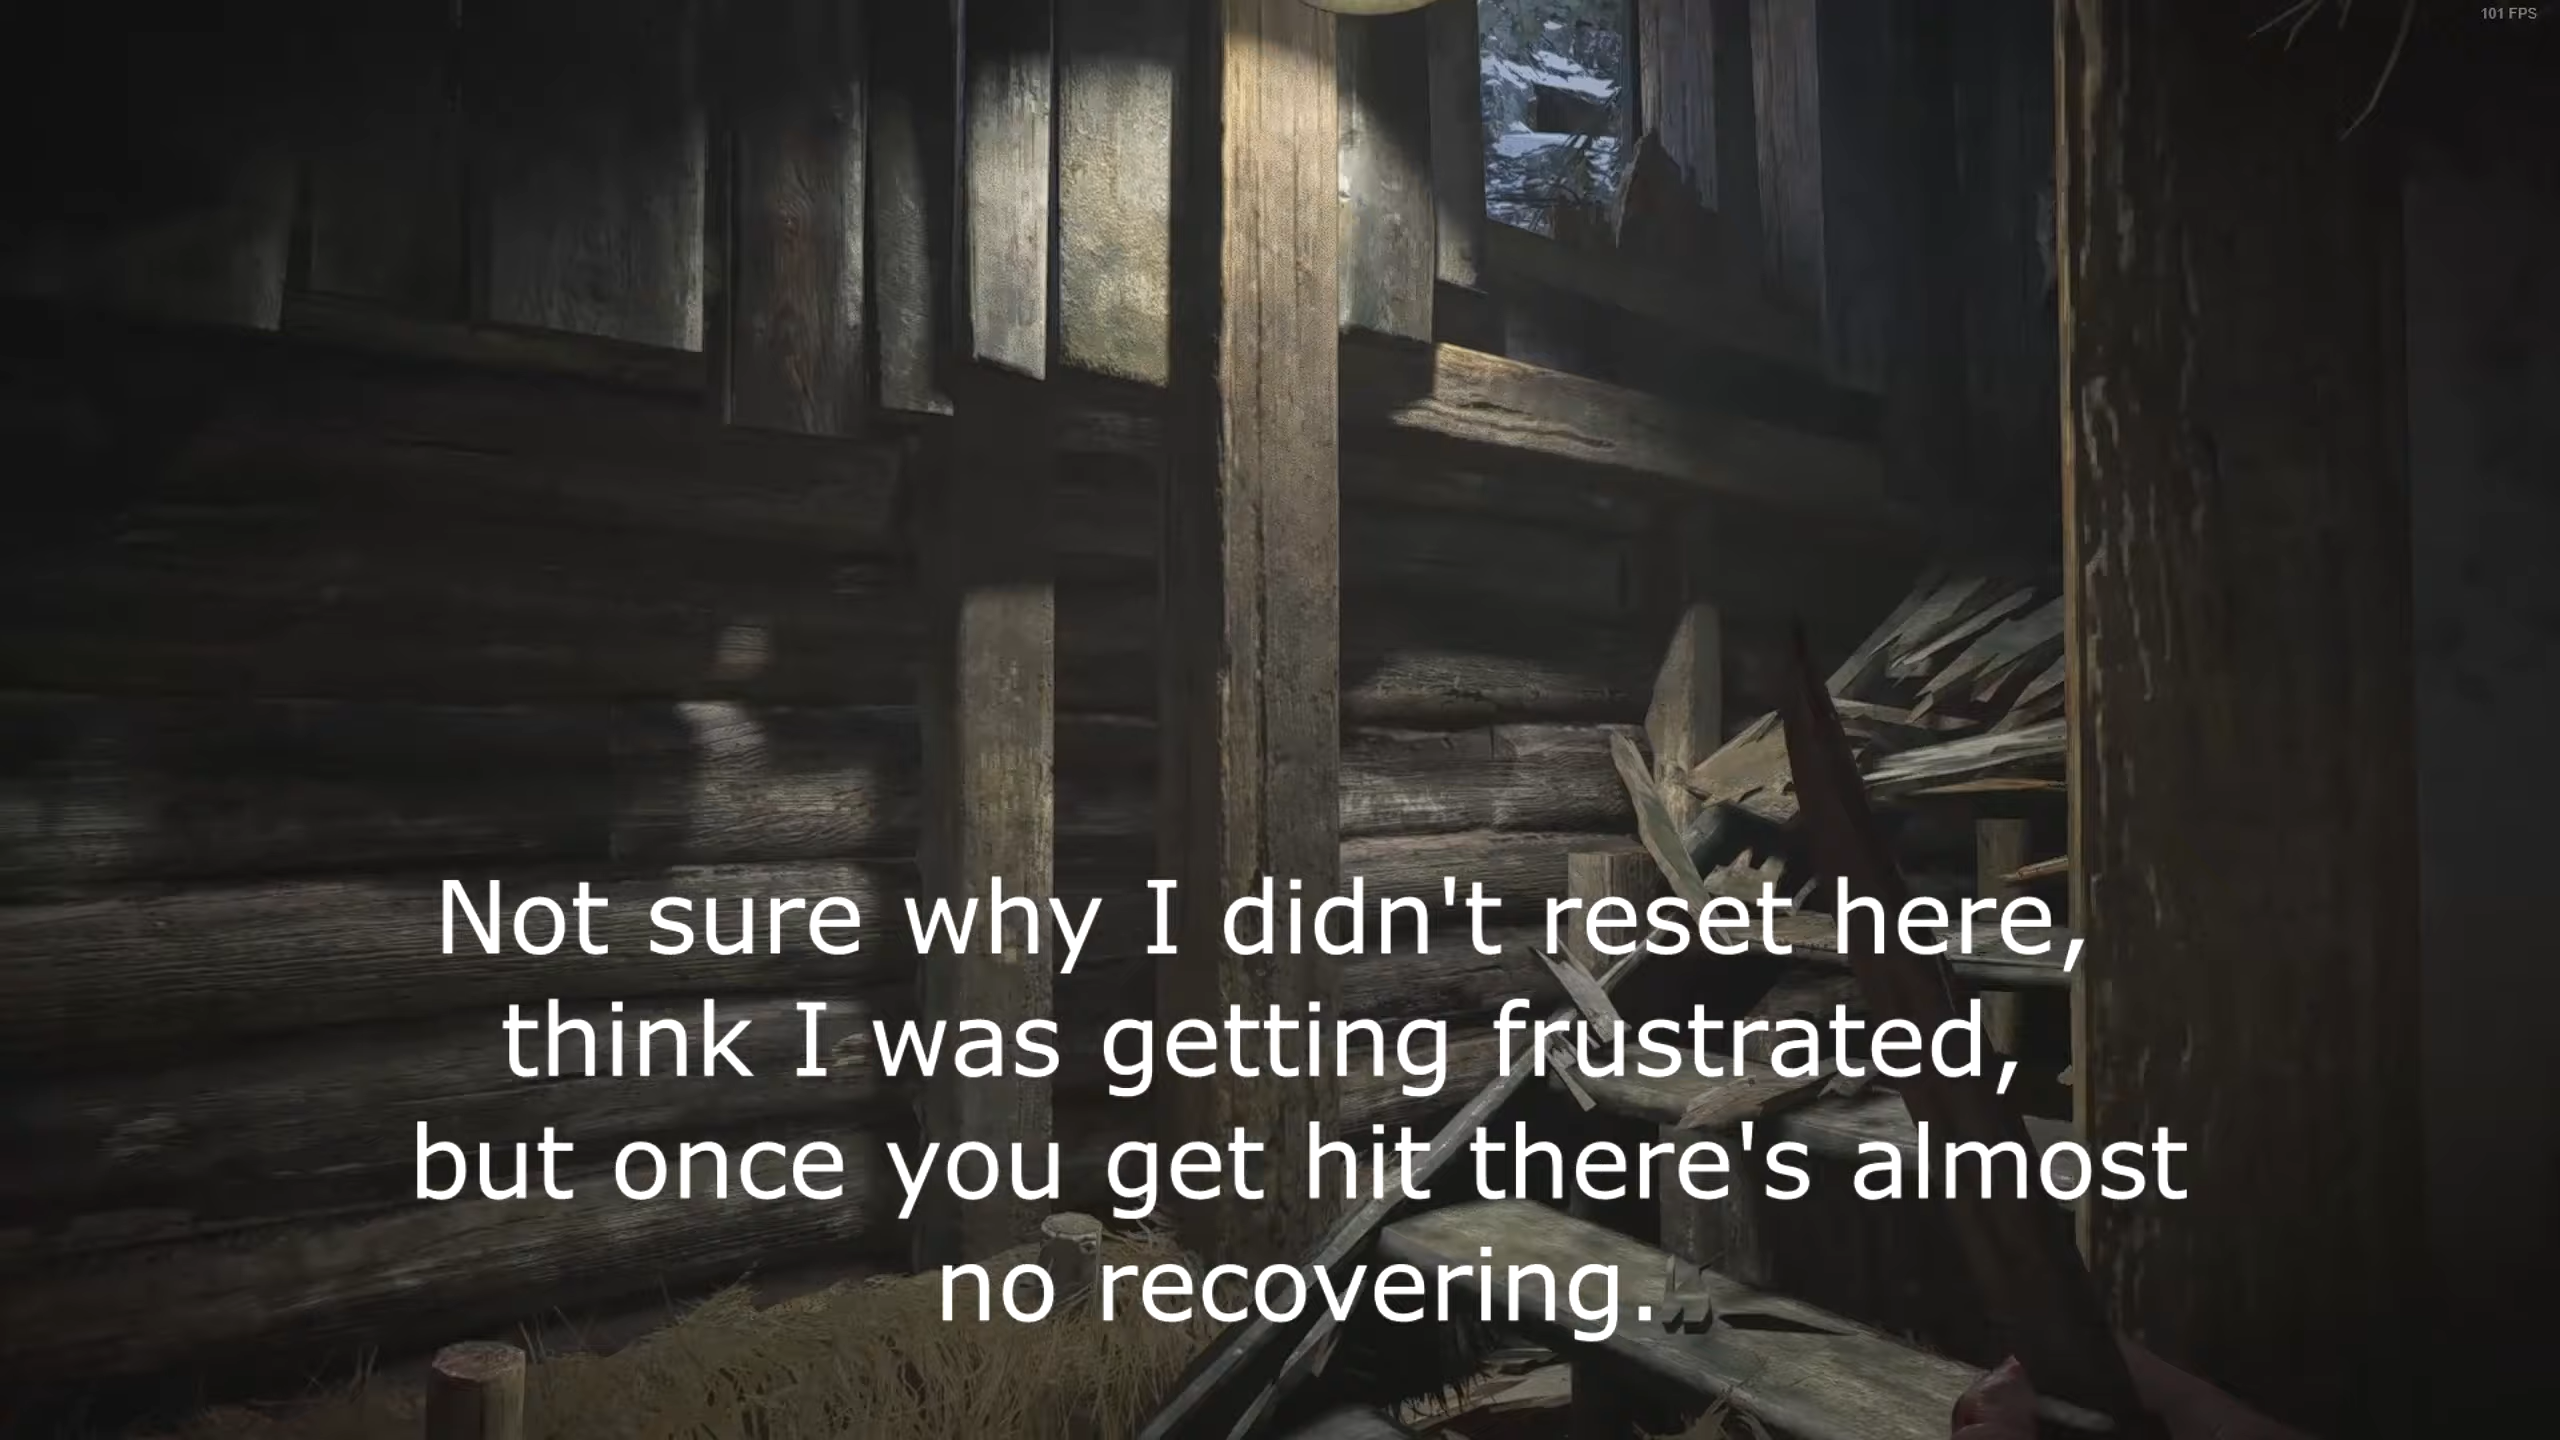 101 FPS
Not sure why I didn't reset here,
think I was getting frustrated,
but once you get hit there's almost
no recovering.